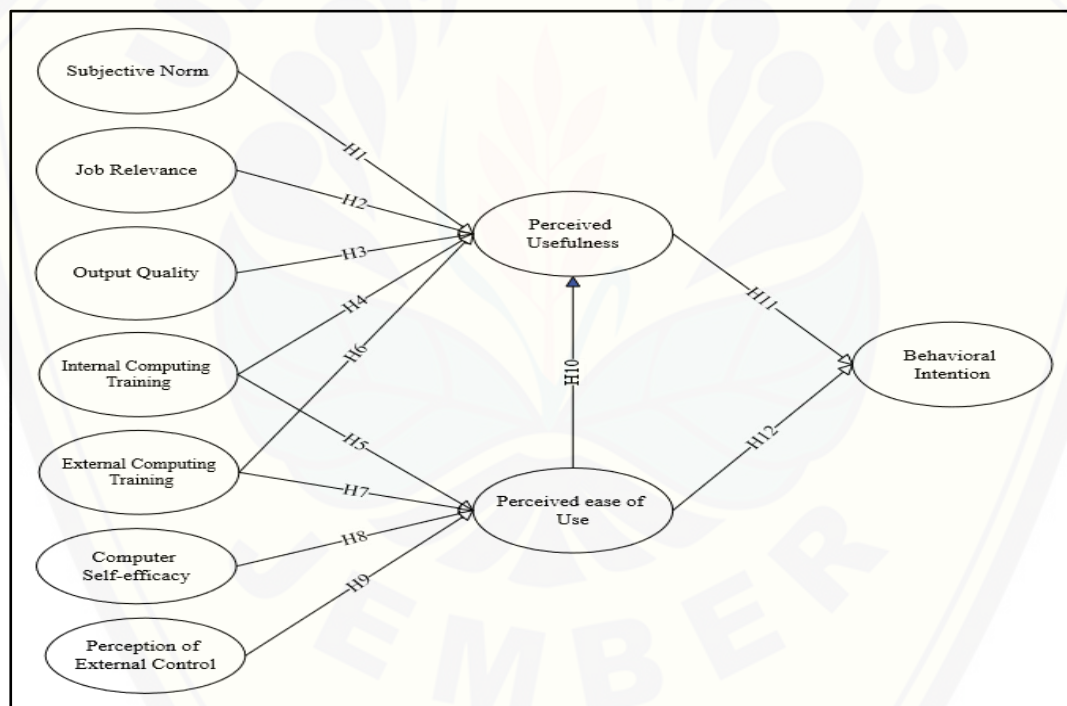 Subjective Norm
Job Relevance
Output Quality
Internal Computing
Training
External Computing
Training
Computer
Self-efficacy
Perception of
External Control
H1
H2
H3
H4
H6
H5
H7
H8
H9
Perceived
Usefulness
H10
Perceived ease of
Use
H11
H12
Behavioral
Intention
JEMBER